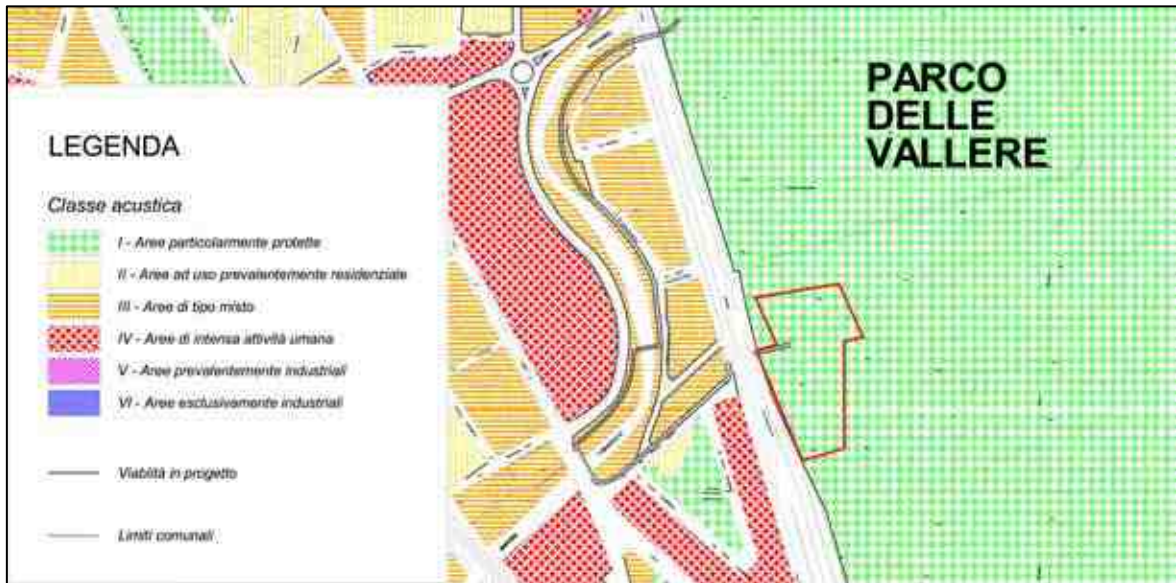 PARCO
DELLE
VALLERE
LEGENDA
Classe acustica
I - Aree particolarmente protette
II - Aree ad uso prevalentemente residenziale
III - Aree di tipo misto
IV - Aree di intensa attività umana
V - Aree prevalentemente industriali
VI - Aree esclusivamente industriali
Viabilità in progetto
Limiti comunali